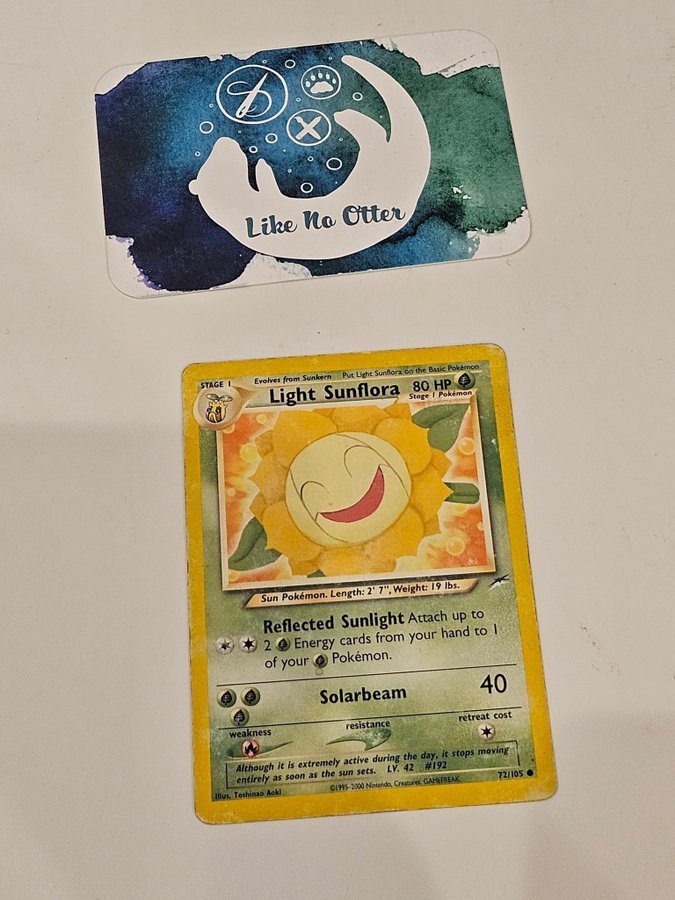 Like No Otter
STAGE 1
Evolves from Sunkern Put Light Sunflora on the Basic Pokémon
Light Sunflora 80 HP
Stage 1 Pokémon
Sun Pokémon. Length: 2' 7", Weight: 19 lbs.
Reflected Sunlight Attach up to
2 Energy cards from your hand to 1
of your Pokémon.
Solarbeam 40
weakness resistance retreat cost
Although it is extremely active during the day, it stops moving
entirely as soon as the sun sets. LV. 42 #192
Illus. Toshinao Aoki ©1995-2000 Nintendo, Creatures, GAMEFREAK. 72/105